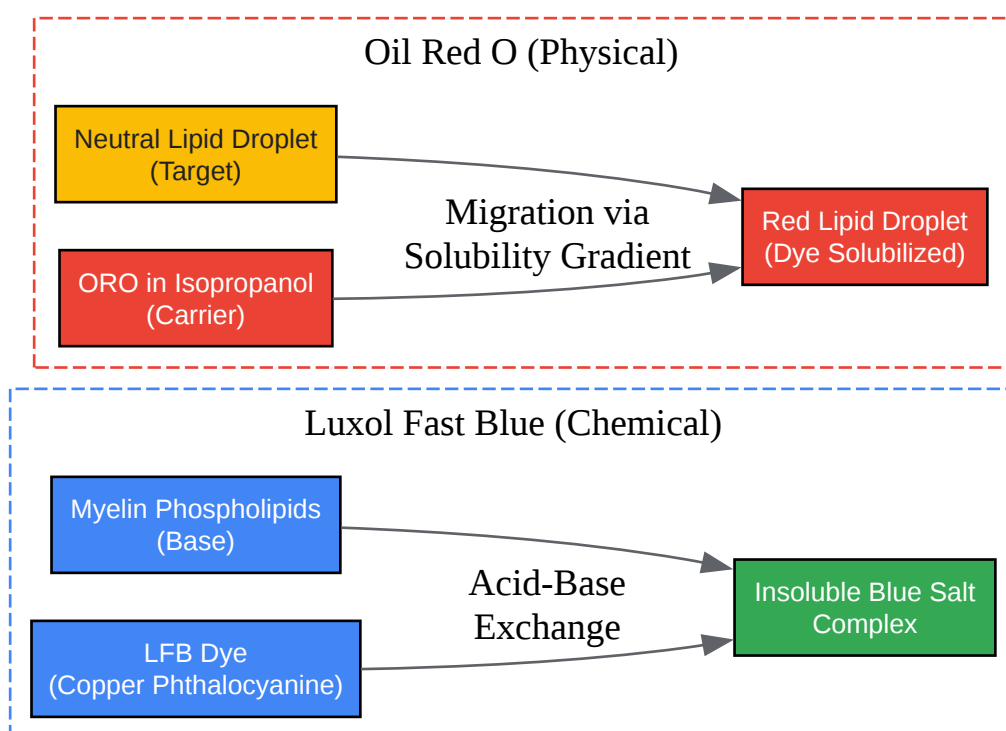 Oil Red O (Physical)
Neutral Lipid Droplet
(Target)
Migration via
Solubility Gradient
Red Lipid Droplet
(Dye Solubilized)
ORO in Isopropanol
(Carrier)
Luxol Fast Blue (Chemical)
Myelin Phospholipids
(Base)
Acid-Base
Exchange
Insoluble Blue Salt
Complex
LFB Dye
(Copper Phthalocyanine)